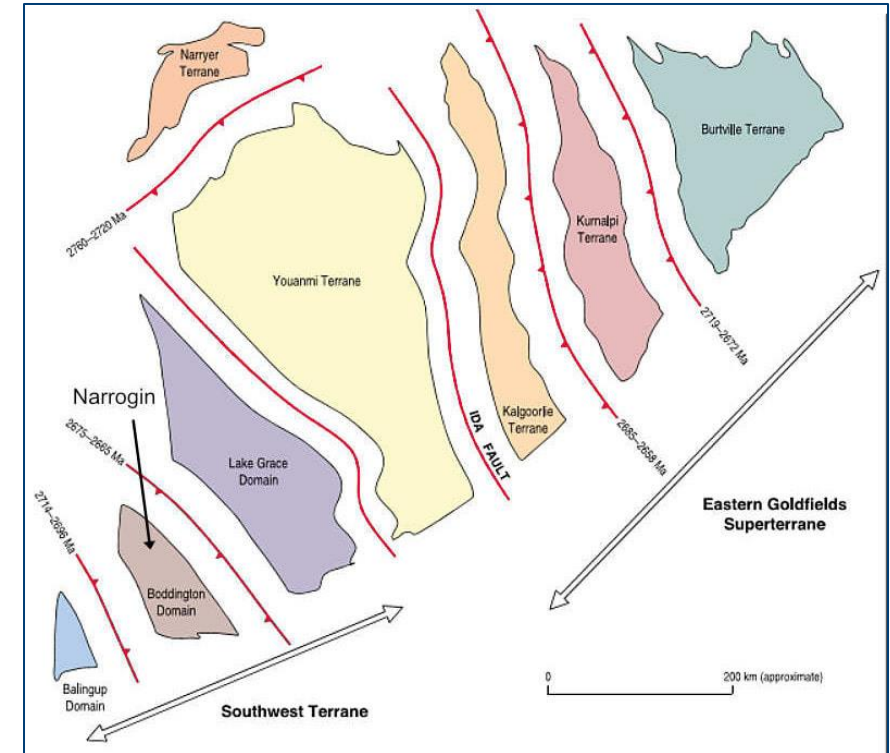 Narryer
Terrane
Burtville Terrane
2760–2720 Ma
Kurnalpi
Terrane
Youanmi Terrane
2719–2672 Ma
Narrogin
2675–2665 Ma
Kalgoorlie
Terrane
IDA FAULT
2685–2658 Ma
Lake Grace
Domain
2714–2696 Ma
Eastern Goldfields
Superterrane
Boddington
Domain
Balingup
Domain
Southwest Terrane
0
200 km (approximate)